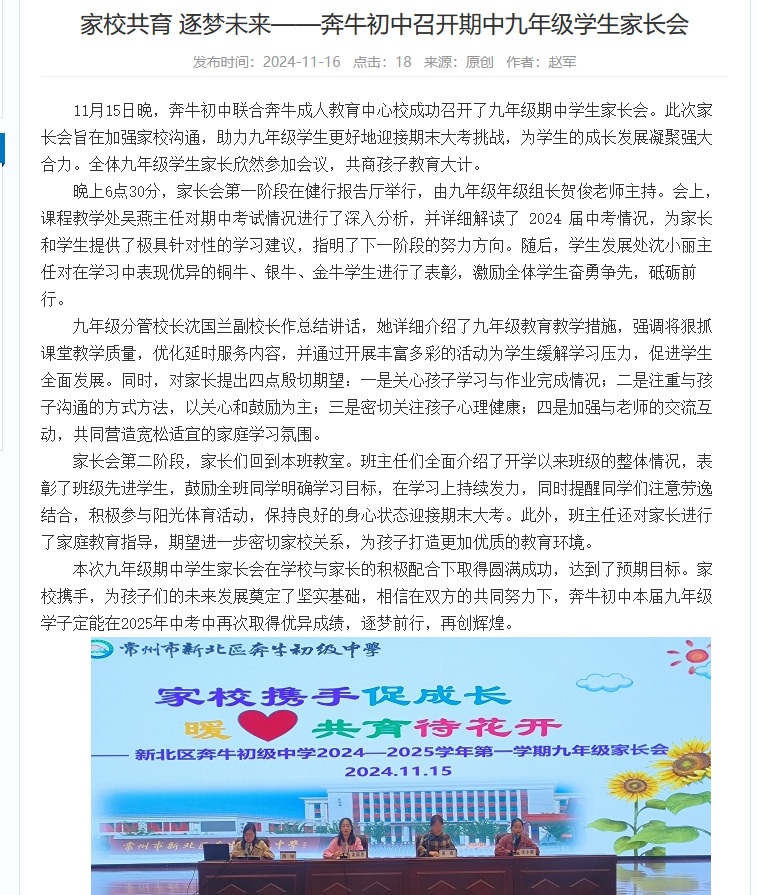 家校共育 逐梦未来——奔牛初中召开期中九年级学生家长会
发布时间：2024-11-16 点击：18 来源：原创 作者：赵军
11月15日晚，奔牛初中联合奔牛成人教育中心校成功召开了九年级期中学生家长会。此次家
长会旨在加强家校沟通，助力九年级学生更好地迎接期末大考挑战，为学生的成长发展凝聚强大
合力。全体九年级学生家长欣然参加会议，共商孩子教育大计。
晚上6点30分，家长会第一阶段在健行报告厅举行，由九年级年级组长贺俊老师主持。会上，
课程教学处吴燕主任对期中考试情况进行了深入分析，并详细解读了 2024 届中考情况，为家长
和学生提供了极具针对性的学习建议，指明了下一阶段的努力方向。随后，学生发展处沈小丽主
任对在学习中表现优异的铜牛、银牛、金牛学生进行了表彰，激励全体学生奋勇争先，砥砺前
行。
九年级分管校长沈国兰副校长作总结讲话，她详细介绍了九年级教育教学措施，强调将狠抓
课堂教学质量，优化延时服务内容，并通过开展丰富多彩的活动为学生缓解学习压力，促进学生
全面发展。同时，对家长提出四点殷切期望：一是关心孩子学习与作业完成情况；二是注重与孩
子沟通的方式方法，以关心和鼓励为主；三是密切关注孩子心理健康；四是加强与老师的交流互
动，共同营造宽松适宜的家庭学习氛围。
家长会第二阶段，家长们回到本班教室。班主任们全面介绍了开学以来班级的整体情况，表
彰了班级先进学生，鼓励全班同学明确学习目标，在学习上持续发力，同时提醒同学们注意劳逸
结合，积极参与阳光体育活动，保持良好的身心状态迎接期末大考。此外，班主任还对家长进行
了家庭教育指导，期望进一步密切家校关系，为孩子打造更加优质的教育环境。
本次九年级期中学生家长会在学校与家长的积极配合下取得圆满成功，达到了预期目标。家
校携手，为孩子们的未来发展奠定了坚实基础，相信在双方的共同努力下，奔牛初中本届九年级
学子定能在2025年中考中再次取得优异成绩，逐梦前行，再创辉煌。
常州市新北区奔牛初级中学
家校携手促成长
暖 共育待花开
—— 新北区奔牛初级中学2024—2025学年第一学期九年级家长会
2024.11.15
常州市新北区奔牛初级中学